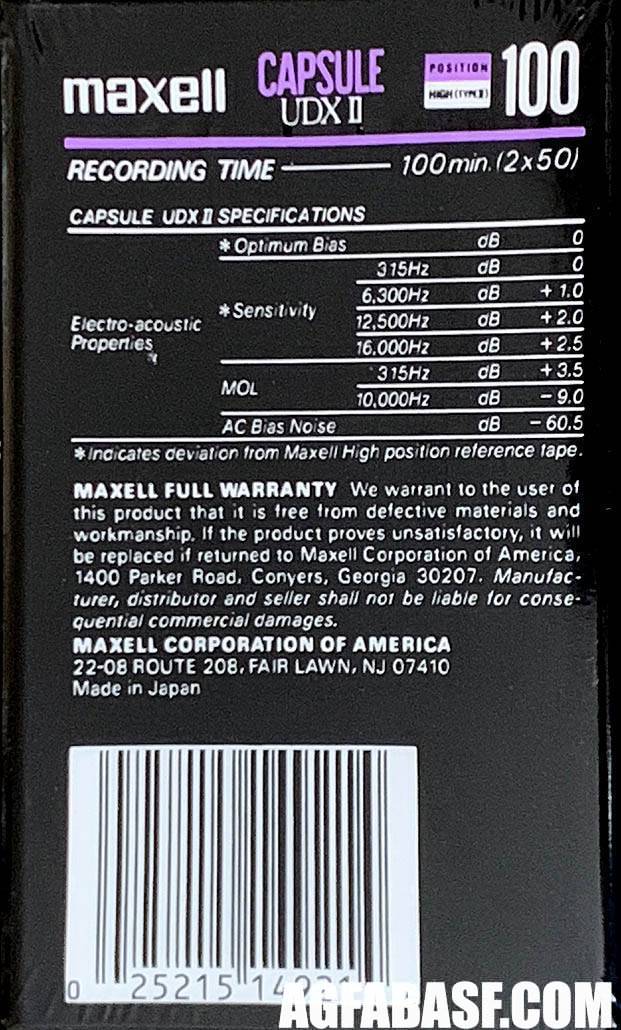 maxell CAPSULE UDX II POSITION HIGH (TYPE II) 100
RECORDING TIME 100 min. (2 x 50)
CAPSULE UDX II SPECIFICATIONS
Electro-acoustic Properties
* Optimum Bias dB 0
* Sensitivity 315Hz dB 0
6,300Hz dB + 1.0
12,500Hz dB + 2.0
16,000Hz dB + 2.5
MOL 315Hz dB + 3.5
10,000Hz dB - 9.0
AC Bias Noise dB - 60.5
* Indicates deviation from Maxell High position reference tape.
MAXELL FULL WARRANTY We warrant to the user of
this product that it is free from defective materials and
workmanship. If the product proves unsatisfactory, it will
be replaced if returned to Maxell Corporation of America,
1400 Parker Road, Conyers, Georgia 30207. Manufac-
turer, distributor and seller shall not be liable for conse-
quential commercial damages.
MAXELL CORPORATION OF AMERICA
22-08 ROUTE 208, FAIR LAWN, NJ 07410
Made in Japan
0 25215
AGFABASF.COM